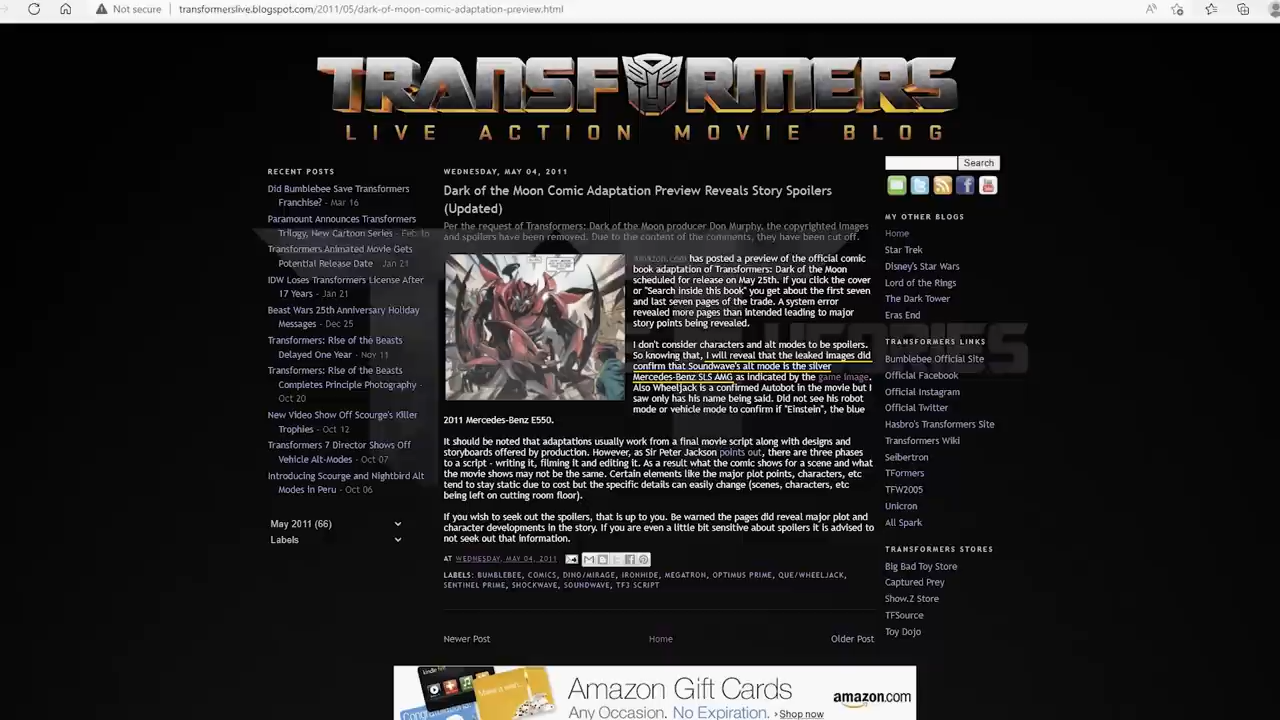 Not secure
transformerslive.blogspot.com/2011/05/dark-of-moon-comic-adaptation-preview.html
TRANSFORMERS
LIVE ACTION MOVIE BLOG
RECENT POSTS
Did Bumblebee Save Transformers
Franchise? - Mar 16
Paramount Announces Transformers
Trilogy, New Cartoon Series - Feb 16
Transformers Animated Movie Gets
Potential Release Date - Jan 21
IDW Loses Transformers License After
17 Years - Jan 21
Beast Wars 25th Anniversary Holiday
Messages - Dec 25
Transformers: Rise of the Beasts
Delayed One Year - Nov 11
Transformers: Rise of the Beasts
Completes Principle Photography -
Oct 20
New Video Show Off Scourge's Killer
Trophies - Oct 12
Transformers 7 Director Shows Off
Vehicle Alt-Modes - Oct 07
Introducing Scourge and Nightbird Alt
Modes in Peru - Oct 06
May 2011 (66)
Labels
WEDNESDAY, MAY 04, 2011
Dark of the Moon Comic Adaptation Preview Reveals Story Spoilers
(Updated)
Per the request of Transformers: Dark of the Moon producer Don Murphy, the copyrighted images
and spoilers have been removed. Due to the content of the comments, they have been cut off.
Amazon.com has posted a preview of the official comic
book adaptation of Transformers: Dark of the Moon
scheduled for release on May 25th. If you click the cover
or "Search inside this book" you get about the first seven
and last seven pages of the trade. A system error
revealed more pages than intended leading to major
story points being revealed.
I don't consider characters and alt modes to be spoilers.
So knowing that, I will reveal that the leaked images did
confirm that Soundwave's alt mode is the silver
Mercedes-Benz SLS AMG as indicated by the game image.
Also Wheeljack is a confirmed Autobot in the movie but I
saw only has his name being said. Did not see his robot
mode or vehicle mode to confirm if "Einstein", the blue
2011 Mercedes-Benz E550.
It should be noted that adaptations usually work from a final movie script along with designs and
storyboards offered by production. However, as Sir Peter Jackson points out, there are three phases
to a script - writing it, filming it and editing it. As a result what the comic shows for a scene and what
the movie shows may not be the same. Certain elements like the major plot points, characters, etc
tend to stay static due to cost but the specific details can easily change (scenes, characters, etc
being left on cutting room floor).
If you wish to seek out the spoilers, that is up to you. Be warned the pages did reveal major plot and
character developments in the story. If you are even a little bit sensitive about spoilers it is advised to
not seek out that information.
AT WEDNESDAY, MAY 04, 2011
LABELS: BUMBLEBEE, COMICS, DINO/MIRAGE, IRONHIDE, MEGATRON, OPTIMUS PRIME, QUE/WHEELJACK,
SENTINEL PRIME, SHOCKWAVE, SOUNDWAVE, TF3 SCRIPT
Newer Post
Home
Older Post
Search
MY OTHER BLOGS
Home
Star Trek
Disney's Star Wars
Lord of the Rings
The Dark Tower
Eras End
TRANSFORMERS LINKS
Bumblebee Official Site
Official Facebook
Official Instagram
Official Twitter
Hasbro's Transformers Site
Transformers Wiki
Seibertron
TFormers
TFW2005
Unicron
All Spark
TRANSFORMERS STORES
Big Bad Toy Store
Captured Prey
Show.Z Store
TFSource
Toy Dojo
Amazon Gift Cards
Any Occasion. No Expiration. Shop now
amazon.com